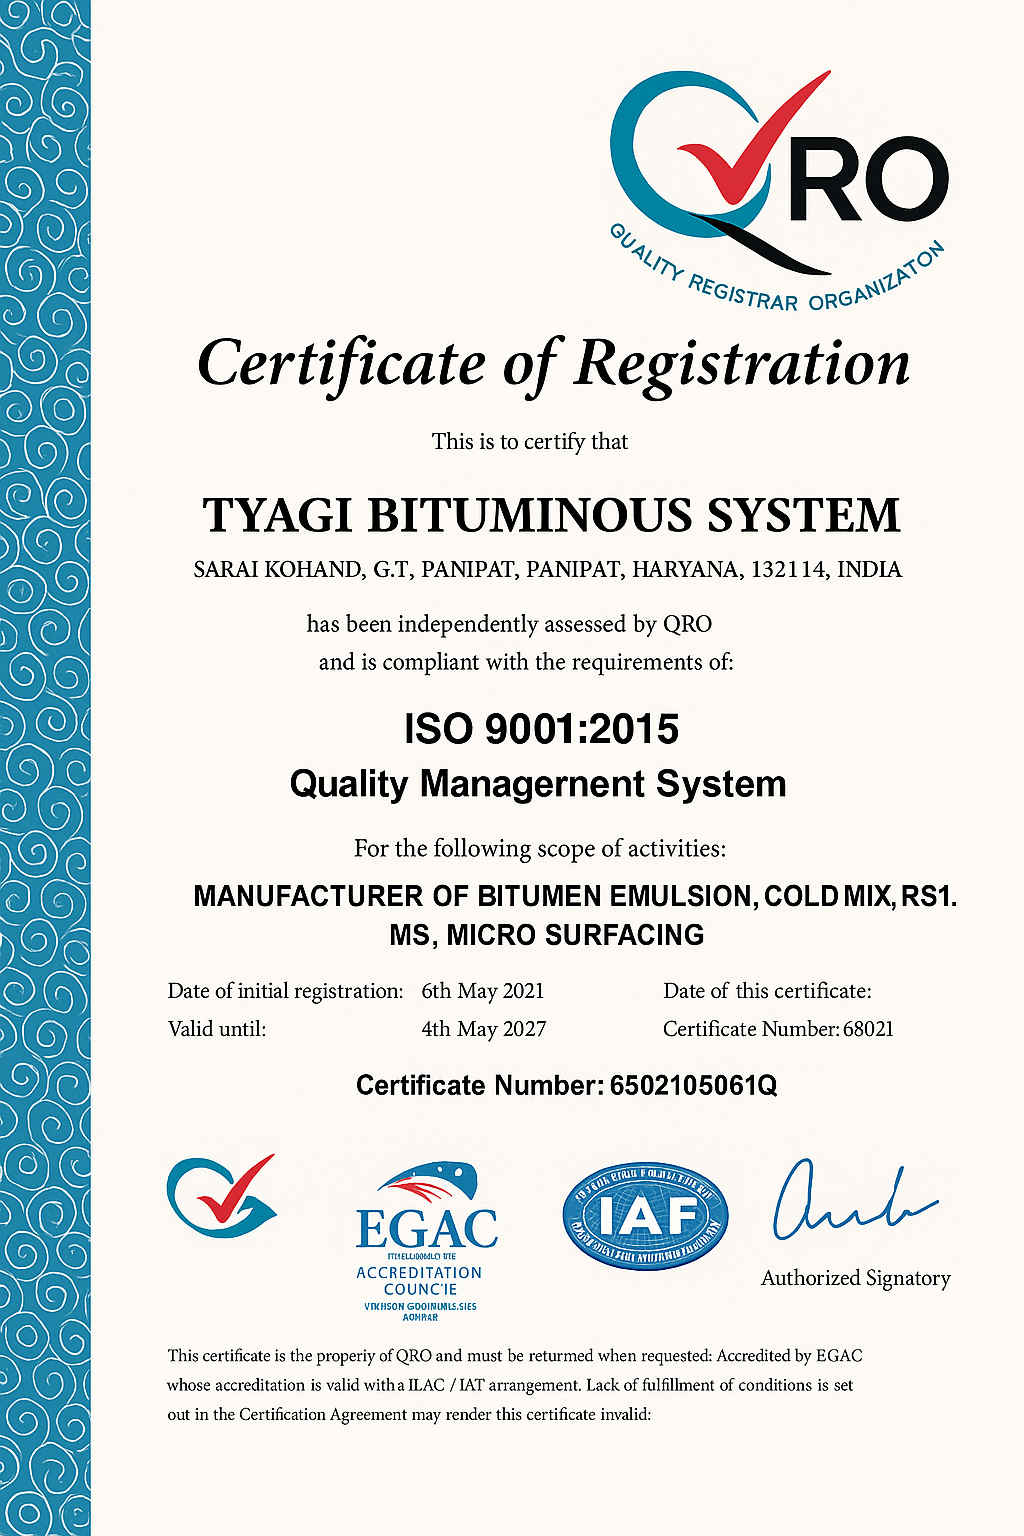 QRO
QUALITY REGISTRAR ORGANIZATON
Certificate of Registration
This is to certify that
TYAGI BITUMINOUS SYSTEM
SARAI KOHAND, G.T, PANIPAT, PANIPAT, HARYANA, 132114, INDIA
has been independently assessed by QRO
and is compliant with the requirements of:
ISO 9001:2015
Quality Managernent System
For the following scope of activities:
MANUFACTURER OF BITUMEN EMULSION, COLD MIX, RS1.
MS, MICRO SURFACING
Date of initial registration: 6th May 2021 Date of this certificate:
Valid until: 4th May 2027 Certificate Number: 68021
Certificate Number: 6502105061Q
EGAC
ACCREDITATION
COUNC'IE
IAF
Authorized Signatory
This certificate is the properiy of QRO and must be returmed when requested: Accredited by EGAC
whose accreditation is valid with a ILAC / IAT arrangement. Lack of fulfillment of conditions is set
out in the Certification Agreement may render this certificate invalid: